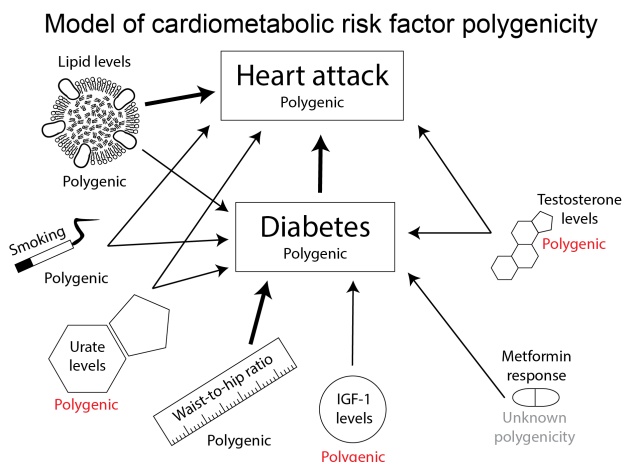 Model of cardiometabolic risk factor polygenicity
Lipid levels
Polygenic
Heart attack
Polygenic
Smoking
Polygenic
Diabetes
Polygenic
Testosterone
levels
Polygenic
Urate
levels
Polygenic
Waist-to-hip ratio
Polygenic
IGF-1
levels
Polygenic
Metformin
response
Unknown
polygenicity